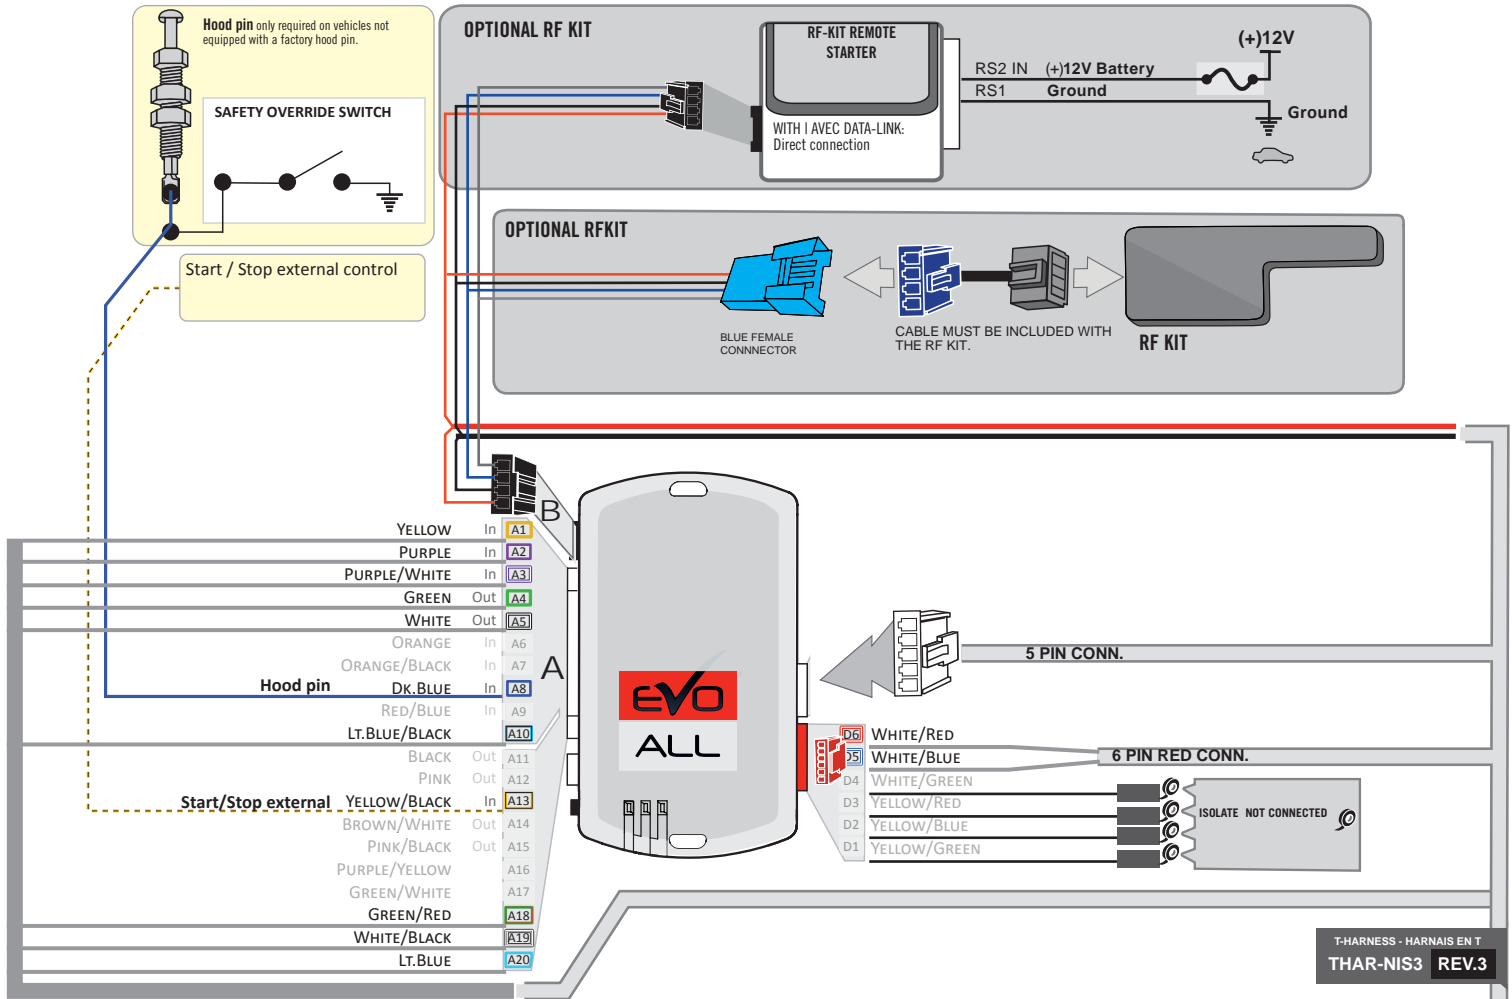 Hood pin only required on vehicles not
equipped with a factory hood pin.
SAFETY OVERRIDE SWITCH
Start / Stop external control
OPTIONAL RF KIT
RF-KIT REMOTE
STARTER
WITH | AVEC DATA-LINK:
Direct connection
RS2 IN (+)12V Battery
RS1 Ground
(+)12V
Ground
OPTIONAL RFKIT
BLUE FEMALE
CONNNECTOR
CABLE MUST BE INCLUDED WITH
THE RF KIT.
RF KIT
B
A
YELLOW In A1
PURPLE In A2
PURPLE/WHITE In A3
GREEN Out A4
WHITE Out A5
ORANGE In A6
ORANGE/BLACK In A7
Hood pin DK.BLUE In A8
RED/BLUE In A9
LT.BLUE/BLACK A10
BLACK Out A11
PINK Out A12
Start/Stop external YELLOW/BLACK In A13
BROWN/WHITE Out A14
PINK/BLACK Out A15
PURPLE/YELLOW A16
GREEN/WHITE A17
GREEN/RED A18
WHITE/BLACK A19
LT.BLUE A20
EVO
ALL
5 PIN CONN.
D6 WHITE/RED
D5 WHITE/BLUE
D4 WHITE/GREEN
D3 YELLOW/RED
D2 YELLOW/BLUE
D1 YELLOW/GREEN
6 PIN RED CONN.
ISOLATE NOT CONNECTED
T-HARNESS - HARNAIS EN T
THAR-NIS3 REV.3